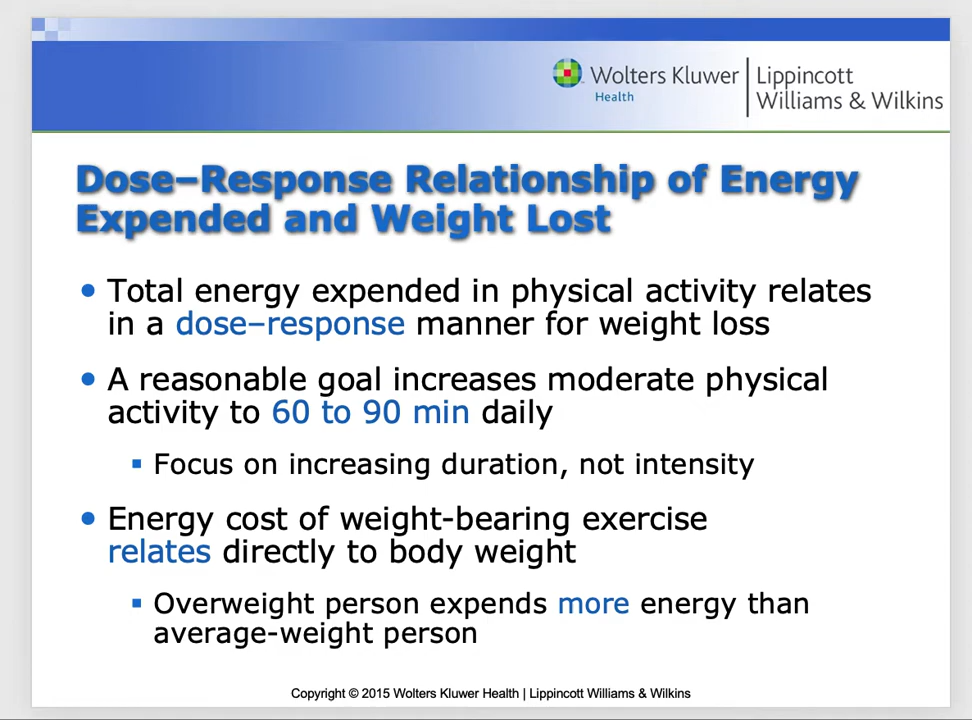 Wolters Kluwer
Health
Lippincott
Williams & Wilkins
Dose–Response Relationship of Energy
Expended and Weight Lost
• Total energy expended in physical activity relates
in a dose–response manner for weight loss
• A reasonable goal increases moderate physical
activity to 60 to 90 min daily
▪ Focus on increasing duration, not intensity
• Energy cost of weight-bearing exercise
relates directly to body weight
▪ Overweight person expends more energy than
average-weight person
Copyright © 2015 Wolters Kluwer Health | Lippincott Williams & Wilkins